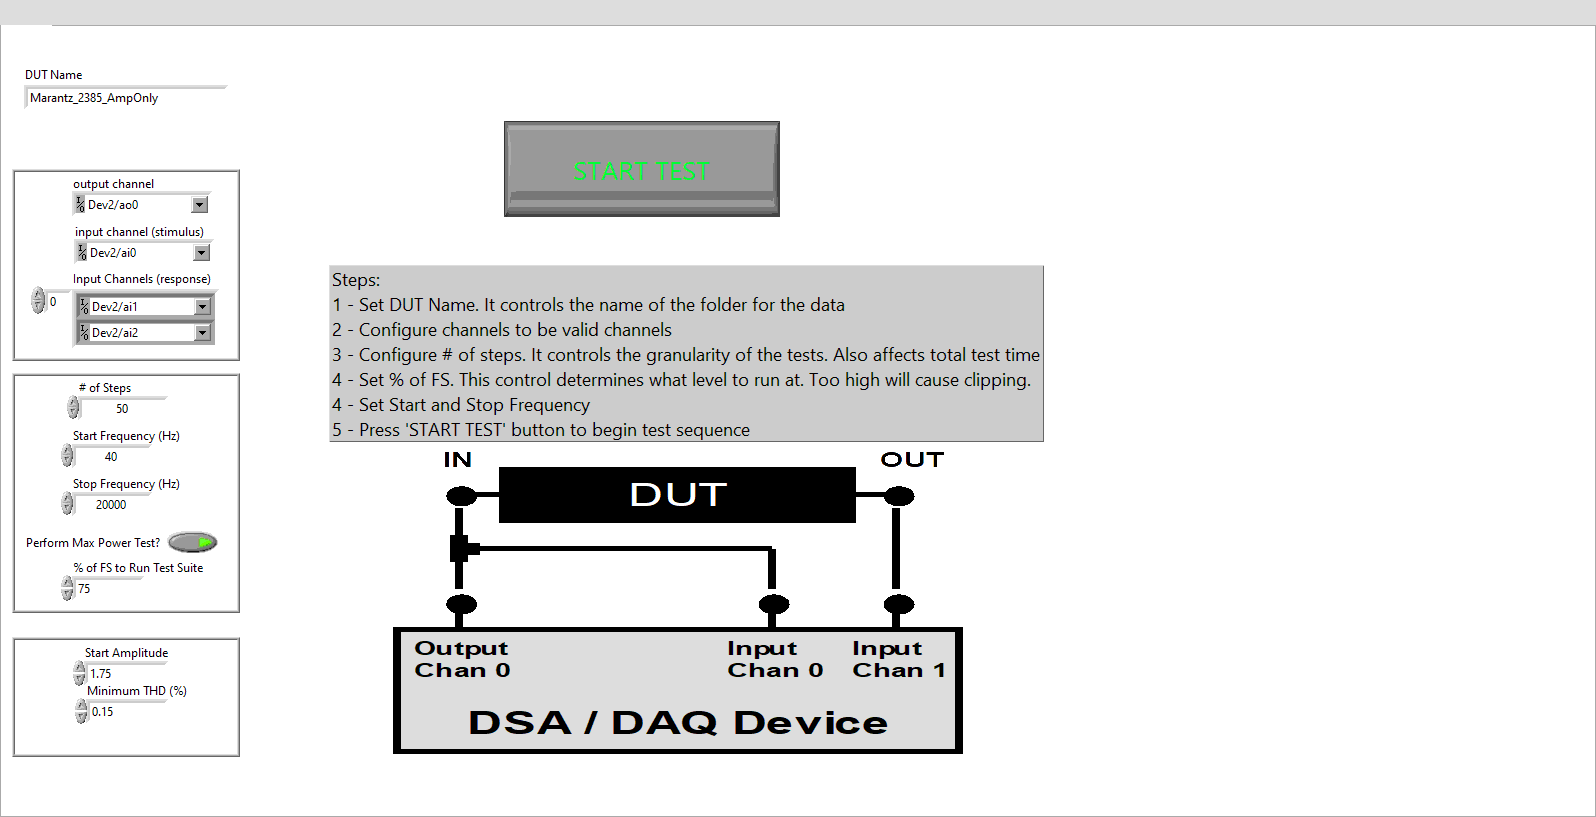 DUT Name
Marantz_2385_AmpOnly
START TEST
output channel
Dev2/ao0
input channel (stimulus)
Dev2/ai0
Input Channels (response)
0
Dev2/ai1
Dev2/ai2
# of Steps
50
Start Frequency (Hz)
40
Stop Frequency (Hz)
20000
Perform Max Power Test?
% of FS to Run Test Suite
75
Start Amplitude
1.75
Minimum THD (%)
0.15
Steps:
1 - Set DUT Name. It controls the name of the folder for the data
2 - Configure channels to be valid channels
3 - Configure # of steps. It controls the granularity of the tests. Also affects total test time
4 - Set % of FS. This control determines what level to run at. Too high will cause clipping.
4 - Set Start and Stop Frequency
5 - Press 'START TEST' button to begin test sequence
IN
OUT
DUT
Output
Chan 0
Input
Chan 0
Input
Chan 1
DSA / DAQ Device